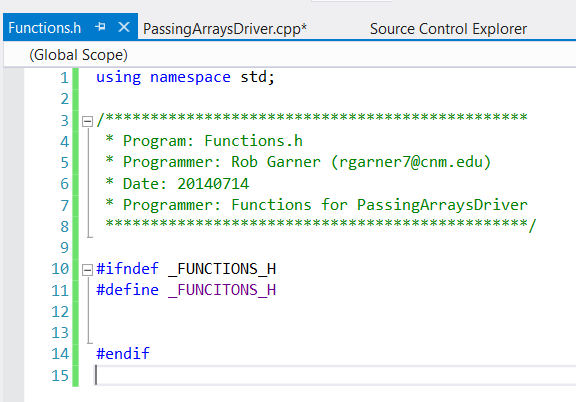 Functions.h
PassingArraysDriver.cpp*
Source Control Explorer
(Global Scope)
1 using namespace std;
2
3 /***********************************************
4 * Program: Functions.h
5 * Programmer: Rob Garner (rgarner7@cnm.edu)
6 * Date: 20140714
7 * Programmer: Functions for PassingArraysDriver
8 ***********************************************/
9
10 #ifndef _FUNCTIONS_H
11 #define _FUNCITONS_H
12
13
14 #endif
15